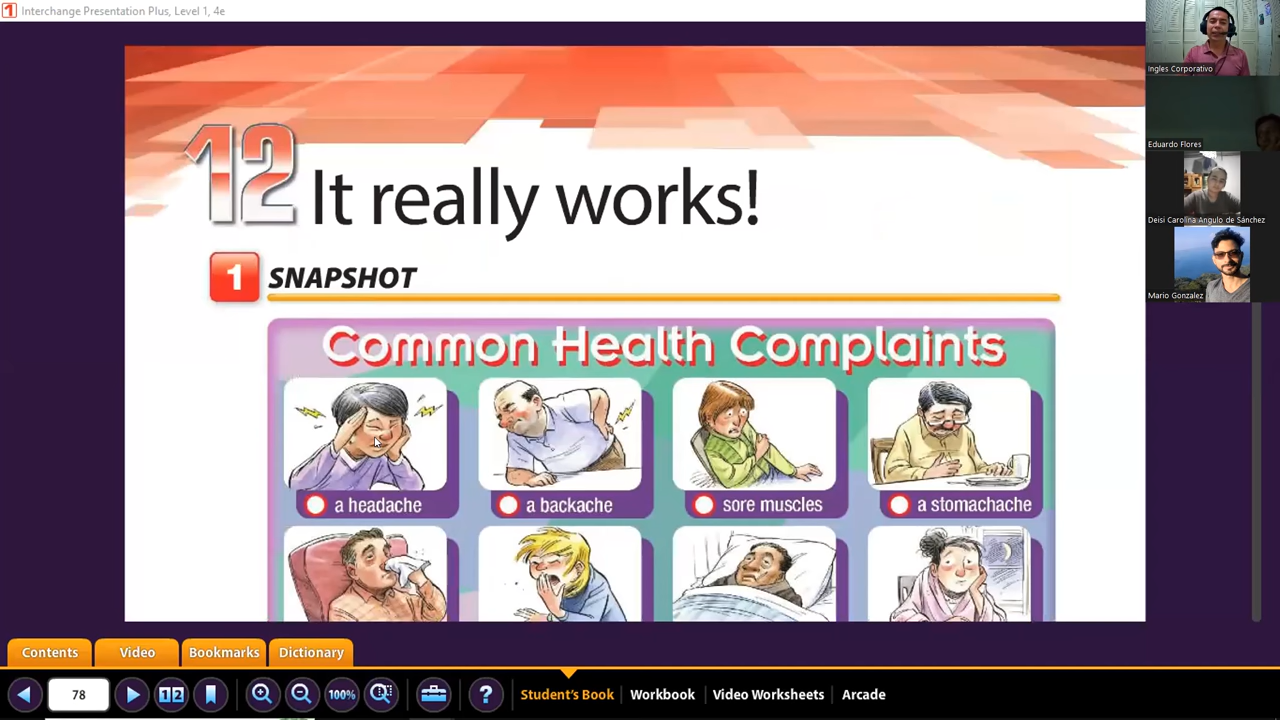 1 Interchange Presentation Plus, Level 1, 4e
Ingles Corporativo
Eduardo Flores
Deisi Carolina Angulo de Sánchez
Mario Gonzalez
12 It really works!
1 SNAPSHOT
Common Health Complaints
a headache
a backache
sore muscles
a stomachache
Contents
Video
Bookmarks
Dictionary
78
12
100%
?
Student's Book
Workbook
Video Worksheets
Arcade